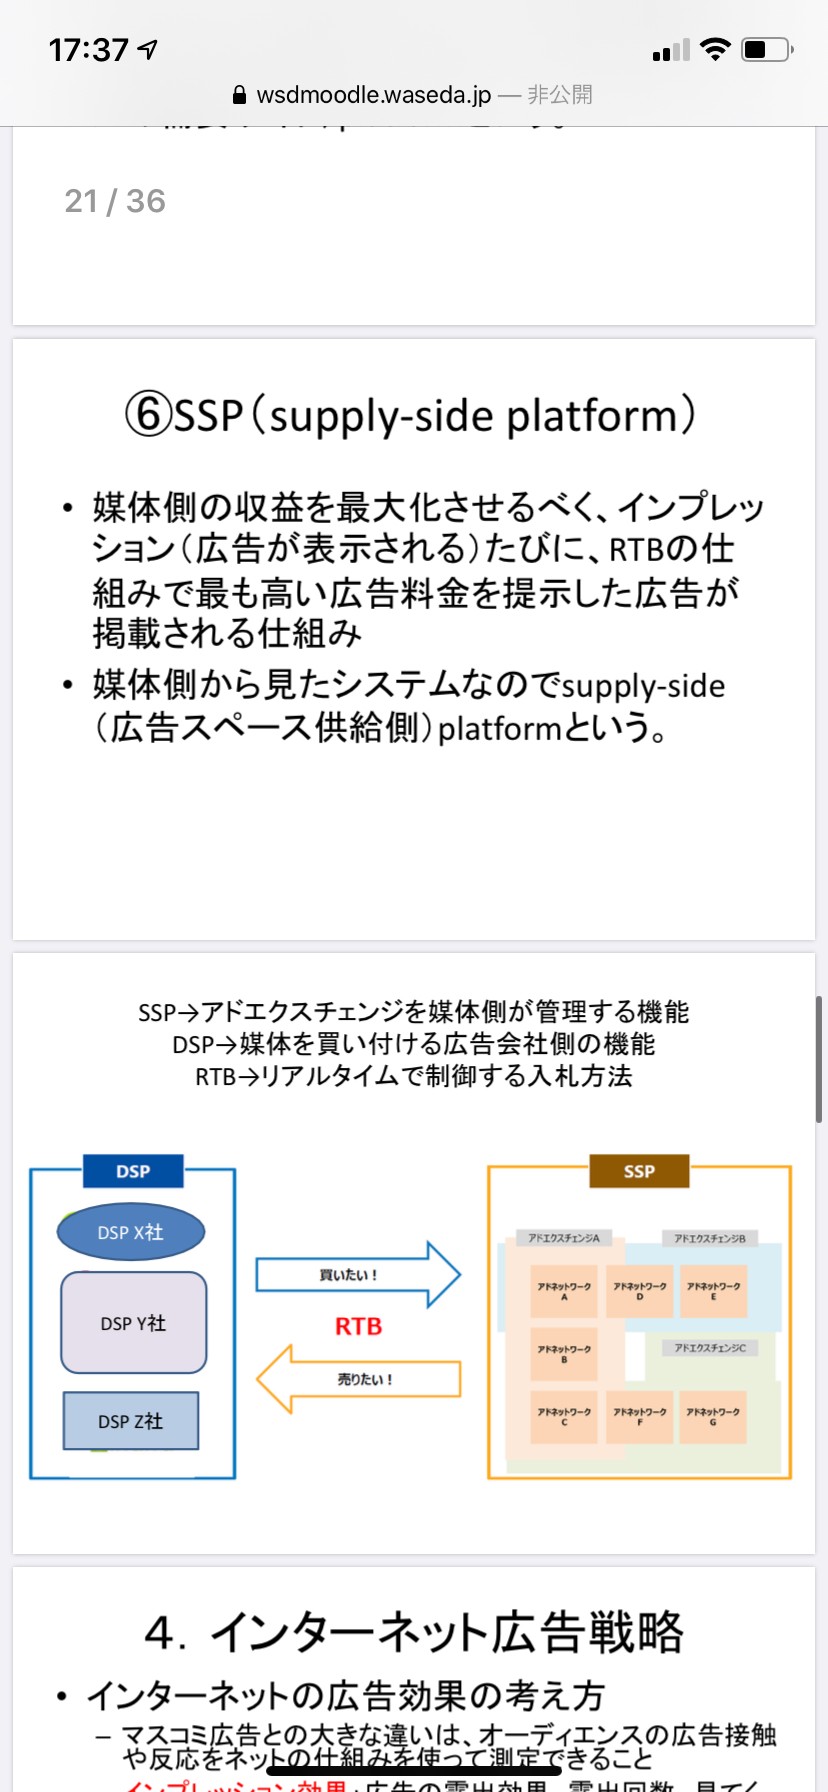 17:37
wsdmoodle.waseda.jp — 非公開
21 / 36
⑥SSP（supply-side platform）
• 媒体側の収益を最大化させるべく、インプレッ
ション（広告が表示される）たびに、RTBの仕
組みで最も高い広告料金を提示した広告が
掲載される仕組み
• 媒体側から見たシステムなのでsupply-side
（広告スペース供給側）platformという。
SSP→アドエクスチェンジを媒体側が管理する機能
DSP→媒体を買い付ける広告会社側の機能
RTB→リアルタイムで制御する入札方法
DSP
DSP X社
DSP Y社
DSP Z社
買いたい！
RTB
売りたい！
SSP
アドエクスチェンジA
アドエクスチェンジB
アドネットワーク
A
アドネットワーク
D
アドネットワーク
E
アドネットワーク
B
アドエクスチェンジC
アドネットワーク
C
アドネットワーク
F
アドネットワーク
G
４．インターネット広告戦略
• インターネットの広告効果の考え方
– マスコミ広告との大きな違いは、オーディエンスの広告接触
や反応をネットの仕組みを使って測定できること